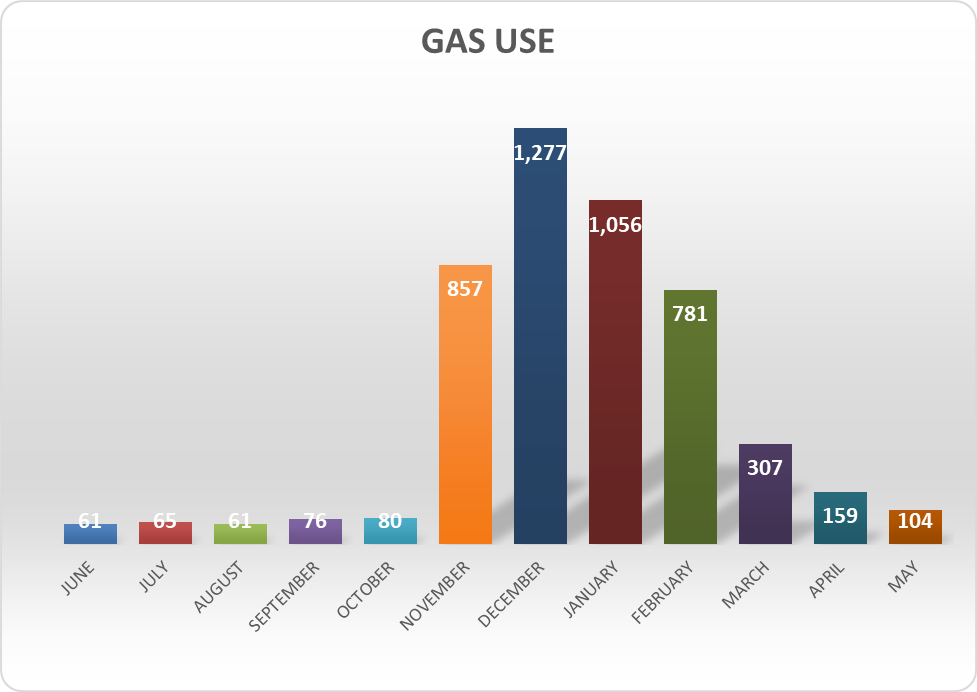 GAS USE
1,277
1,056
857
781
307
61
65
61
76
80
159
104
JUNE
JULY
AUGUST
SEPTEMBER
OCTOBER
NOVEMBER
DECEMBER
JANUARY
FEBRUARY
MARCH
APRIL
MAY